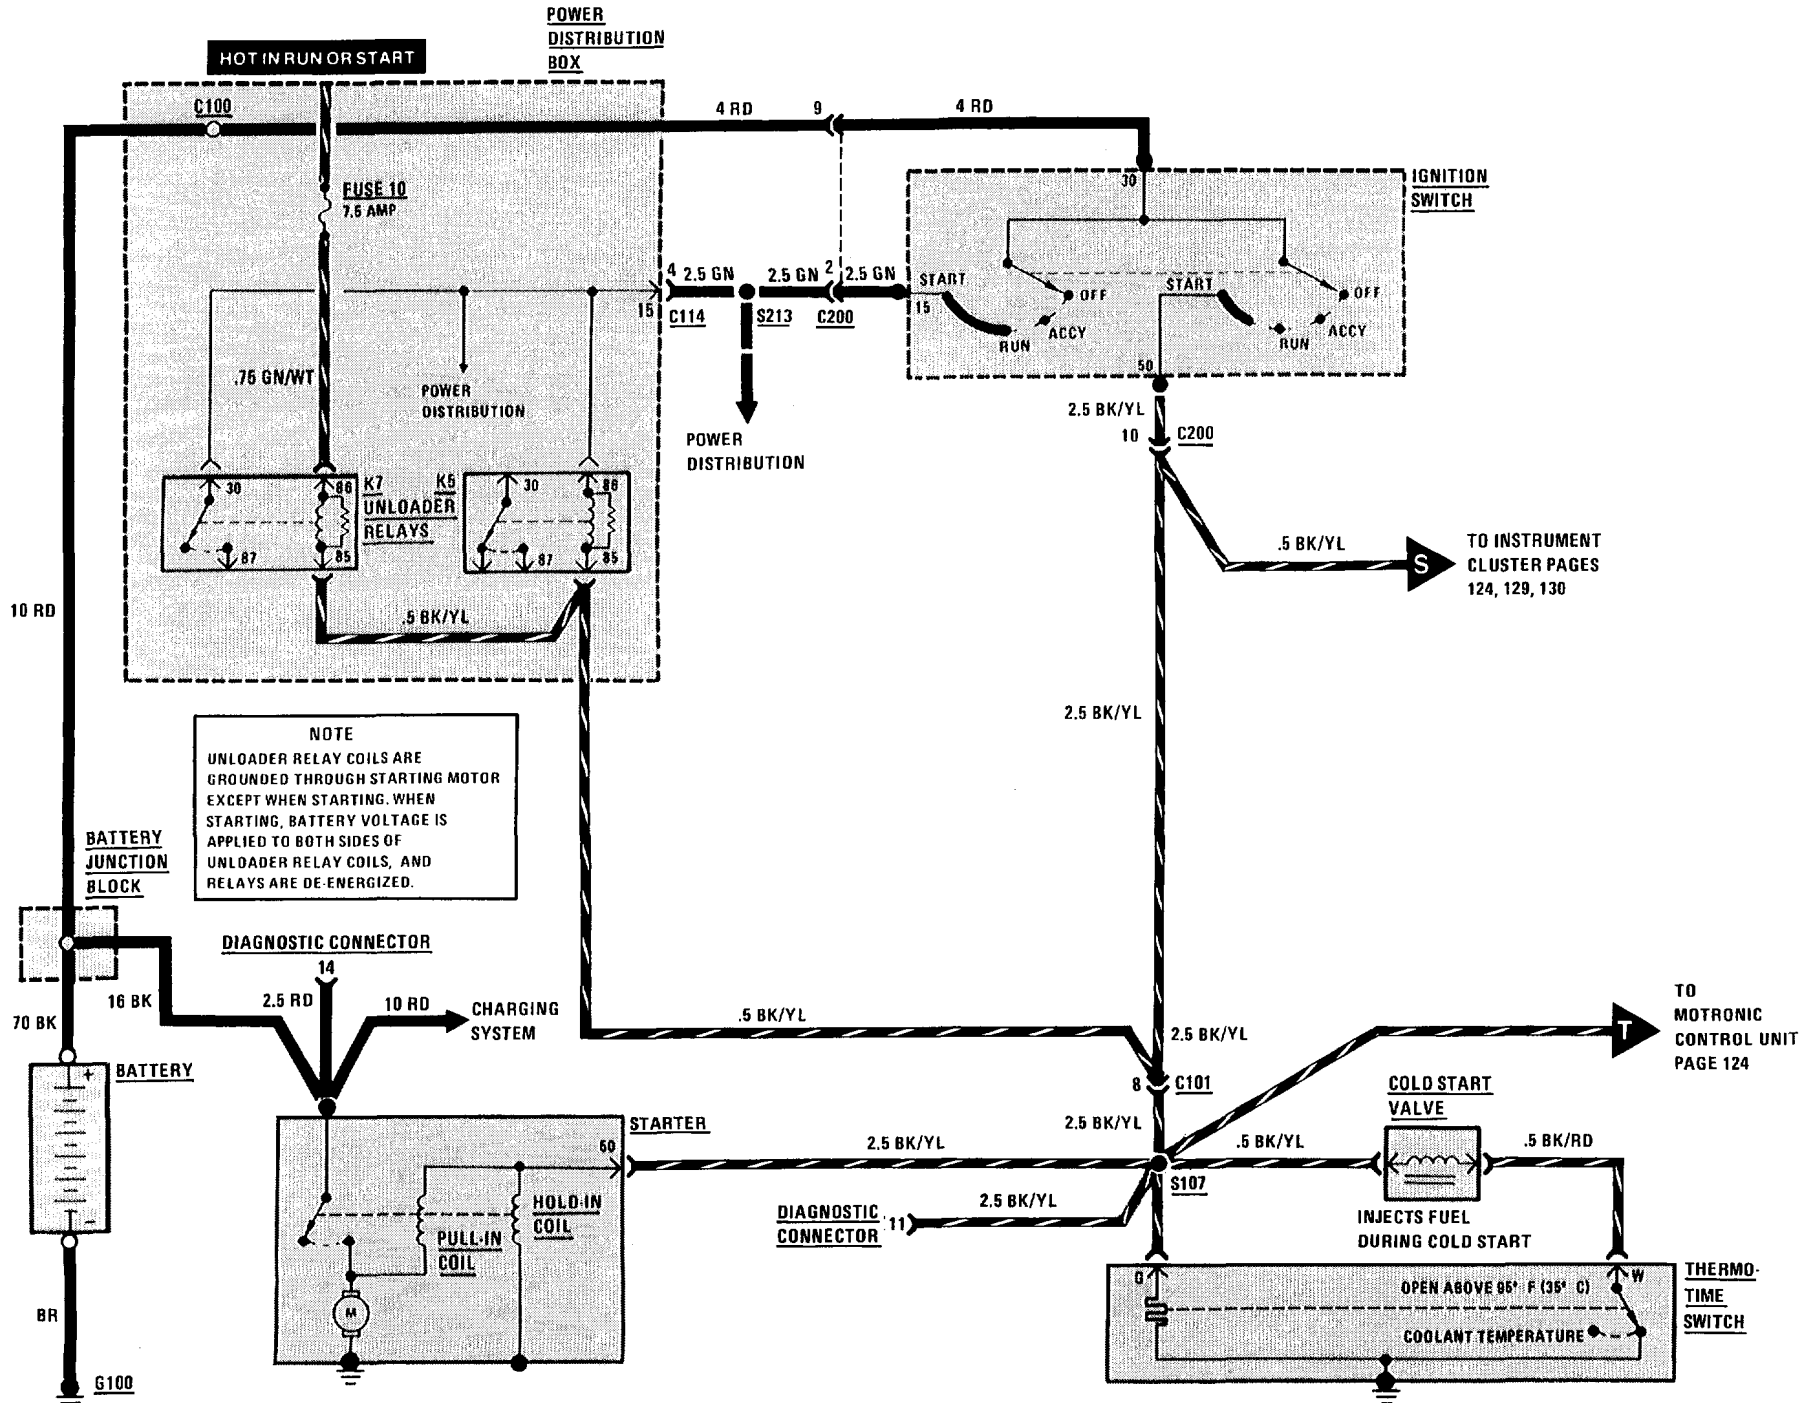 POWER
DISTRIBUTION
BOX
HOT IN RUN OR START
C100
4 RD
9
4 RD
FUSE 10
7.5 AMP
30
IGNITION
SWITCH
4
2.5 GN
2.5 GN
2
2.5 GN
15
C114
S213
C200
START
15
OFF
ACCY
RUN
START
OFF
ACCY
RUN
50
.75 GN/WT
POWER
DISTRIBUTION
POWER
DISTRIBUTION
2.5 BK/YL
10
C200
30
86
K7
K5
UNLOADER
RELAYS
87
85
30
86
87
85
.5 BK/YL
S
TO INSTRUMENT
CLUSTER PAGES
124, 129, 130
10 RD
.5 BK/YL
2.5 BK/YL
NOTE
UNLOADER RELAY COILS ARE
GROUNDED THROUGH STARTING MOTOR
EXCEPT WHEN STARTING. WHEN
STARTING, BATTERY VOLTAGE IS
APPLIED TO BOTH SIDES OF
UNLOADER RELAY COILS, AND
RELAYS ARE DE-ENERGIZED.
BATTERY
JUNCTION
BLOCK
DIAGNOSTIC CONNECTOR
14
16 BK
2.5 RD
10 RD
CHARGING
SYSTEM
70 BK
.5 BK/YL
2.5 BK/YL
T
TO
MOTRONIC
CONTROL UNIT
PAGE 124
BATTERY
+
-
8
C101
COLD START
VALVE
STARTER
50
2.5 BK/YL
2.5 BK/YL
.5 BK/YL
.5 BK/RD
S107
HOLD-IN
COIL
PULL-IN
COIL
M
DIAGNOSTIC
CONNECTOR
11
2.5 BK/YL
INJECTS FUEL
DURING COLD START
G
W
OPEN ABOVE 95° F (35° C)
COOLANT TEMPERATURE
THERMO-
TIME
SWITCH
BR
G100